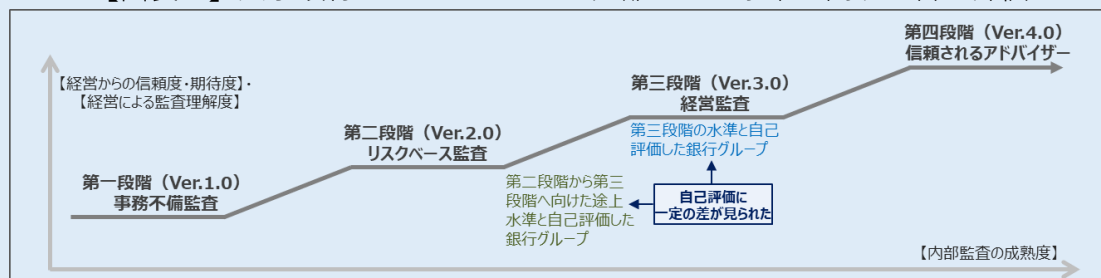 第四段階（Ver.4.0）
信頼されるアドバイザー
【経営からの信頼度・期待度】・
【経営による監査理解度】
第三段階（Ver.3.0）
経営監査
第三段階の水準と自己
評価した銀行グループ
第二段階（Ver.2.0）
リスクベース監査
第一段階（Ver.1.0）
事務不備監査
第二段階から第三
段階へ向けた途上
水準と自己評価した
銀行グループ
自己評価に
一定の差が見られた
【内部監査の成熟度】